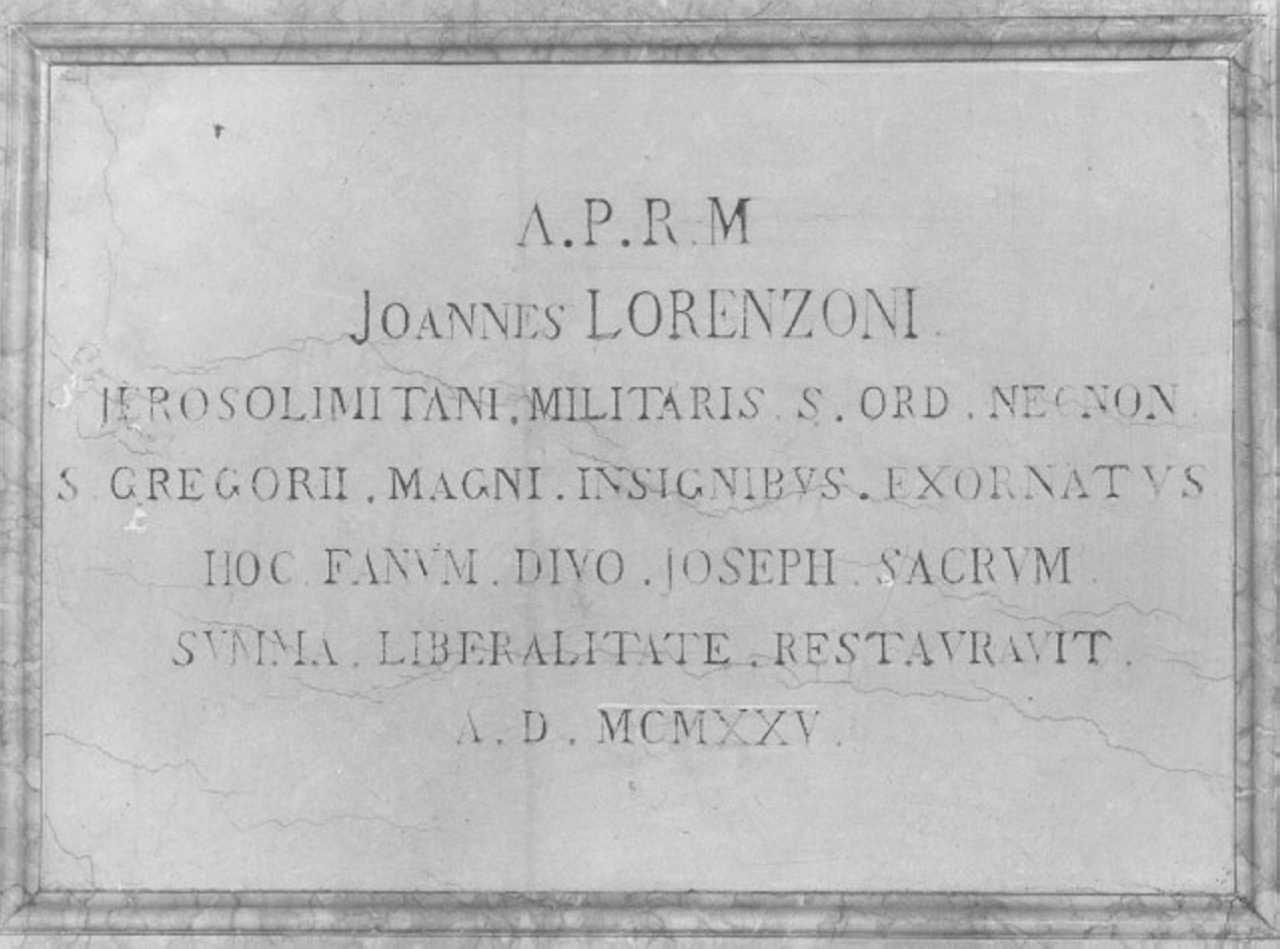 A.P.R.M
JOANNES LORENZONI.
JEROSOLIMITANI.MILITARIS.S.ORD.NECNON.
S.GREGORII.MAGNI.INSIGNIBVS.EXORNATVS
HOC.FANVM.DIVO.JOSEPH.SACRVM.
SVMMA.LIBERALITATE.RESTAVRAVIT.
A.D.MCMXXV.